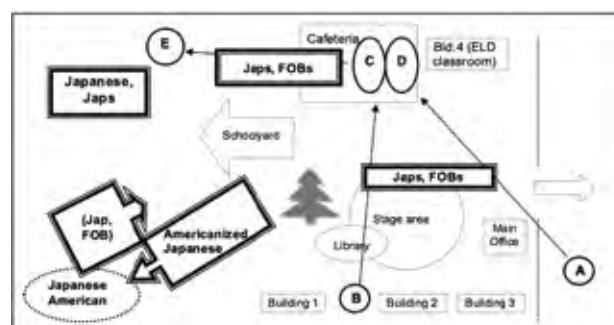 E
Cafeteria
C
D
Bld.4 (ELD
classroom)
Japs, FOBs
Japanese,
Japs
Schoolyard
Japs, FOBs
(Jap,
FOB)
Americanized
Japanese
Stage area
Library
Main
Office
A
Japanese
American
Building 1
B
Building 2
Building 3